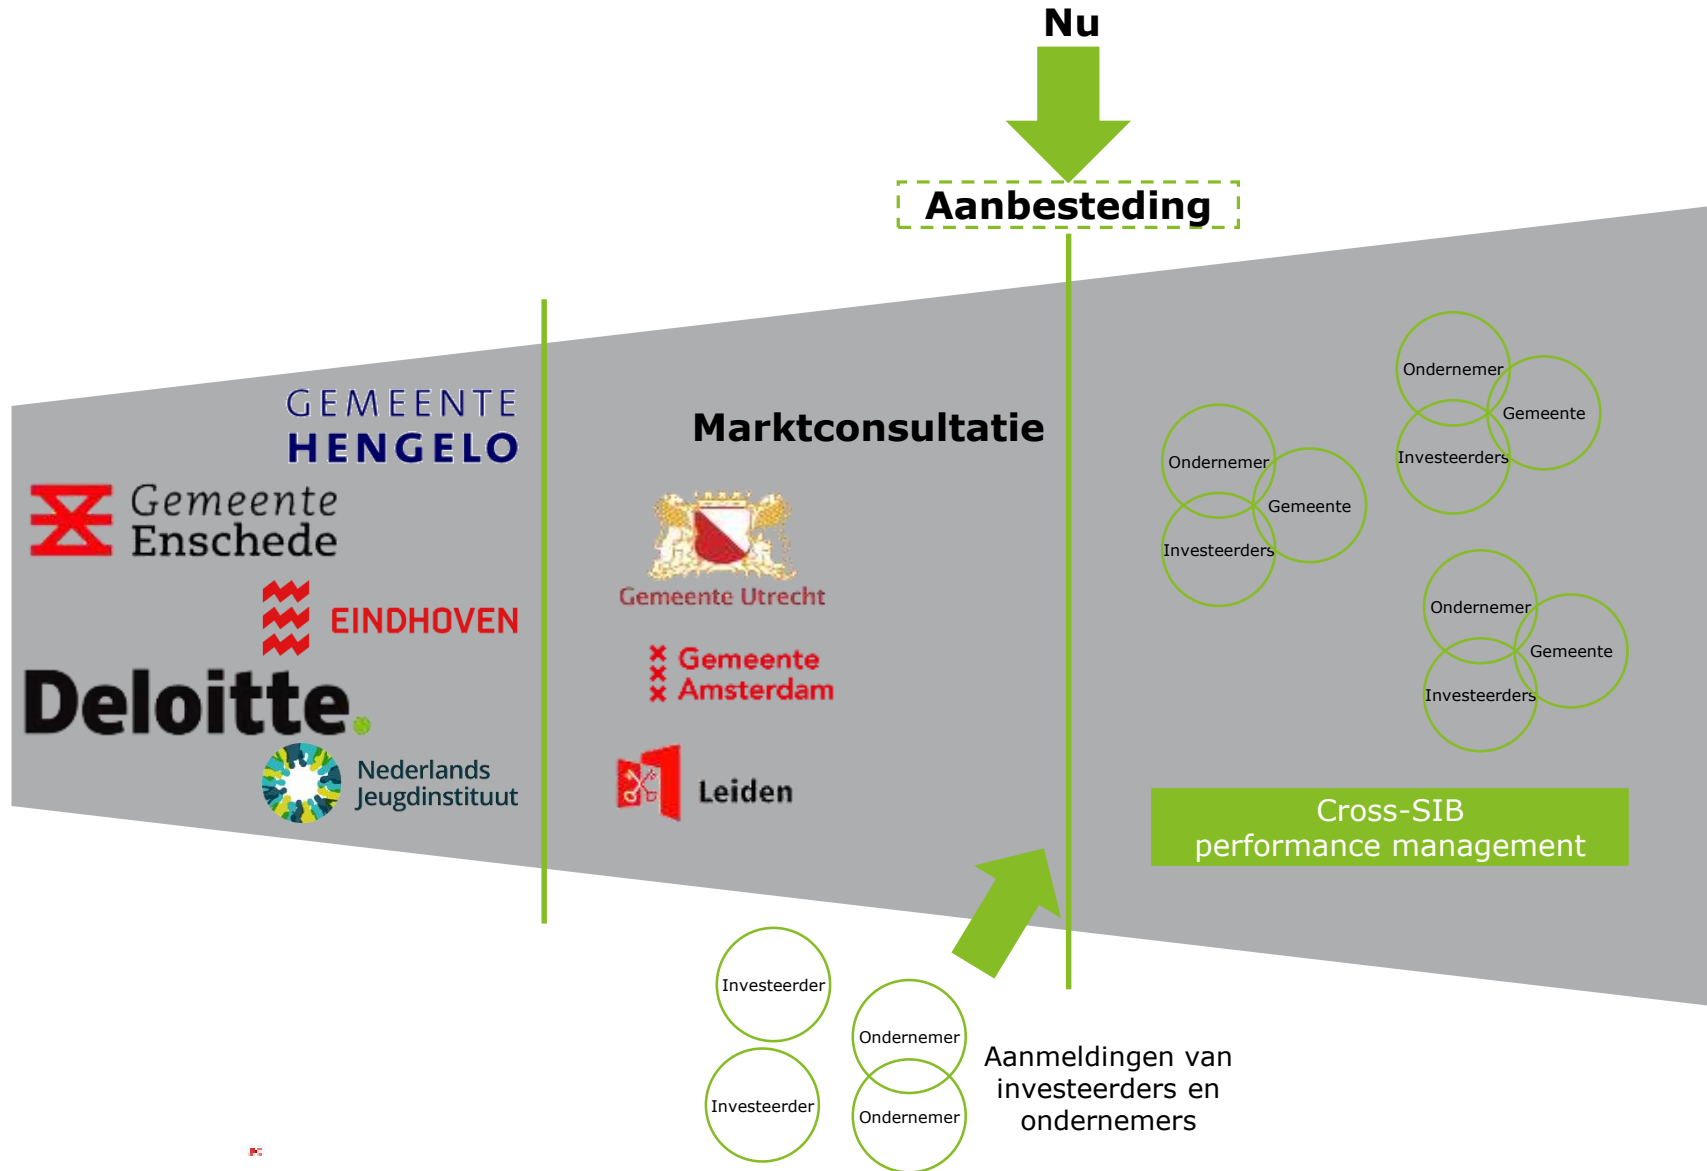 Nu
Aanbesteding
GEMEENTE
HENGELO
Gemeente
Enschede
EINDHOVEN
Deloitte.
Nederlands
Jeugdinstituut
Marktconsultatie
Gemeente Utrecht
Gemeente
Amsterdam
Leiden
Ondernemer
Gemeente
Investeerders
Ondernemer
Gemeente
Investeerders
Ondernemer
Gemeente
Investeerders
Cross-SIB
performance management
Investeerder
Investeerder
Ondernemer
Ondernemer
Aanmeldingen van
investeerders en
ondernemers